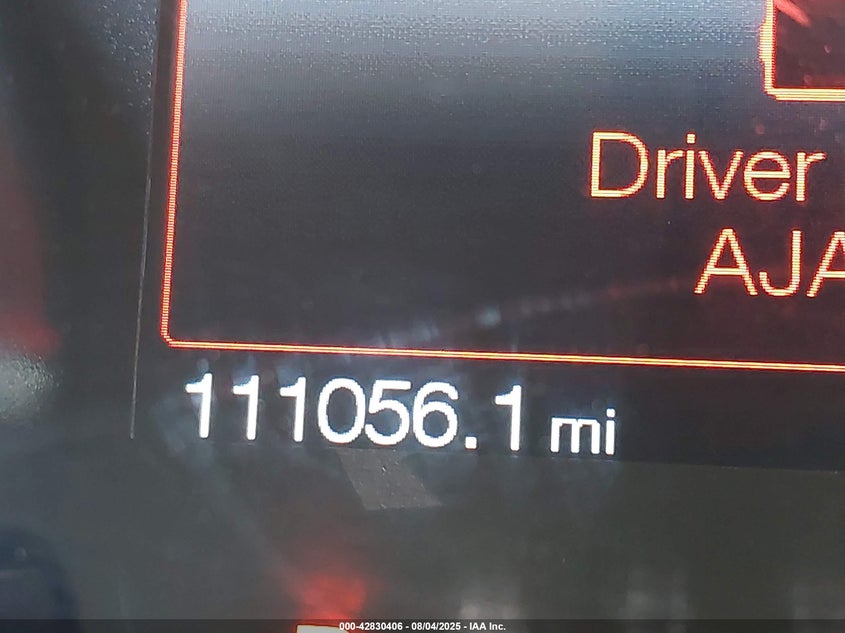 Driver
AJA
111056.1 mi
000-42830406 - 08/04/2025 - IAA Inc.